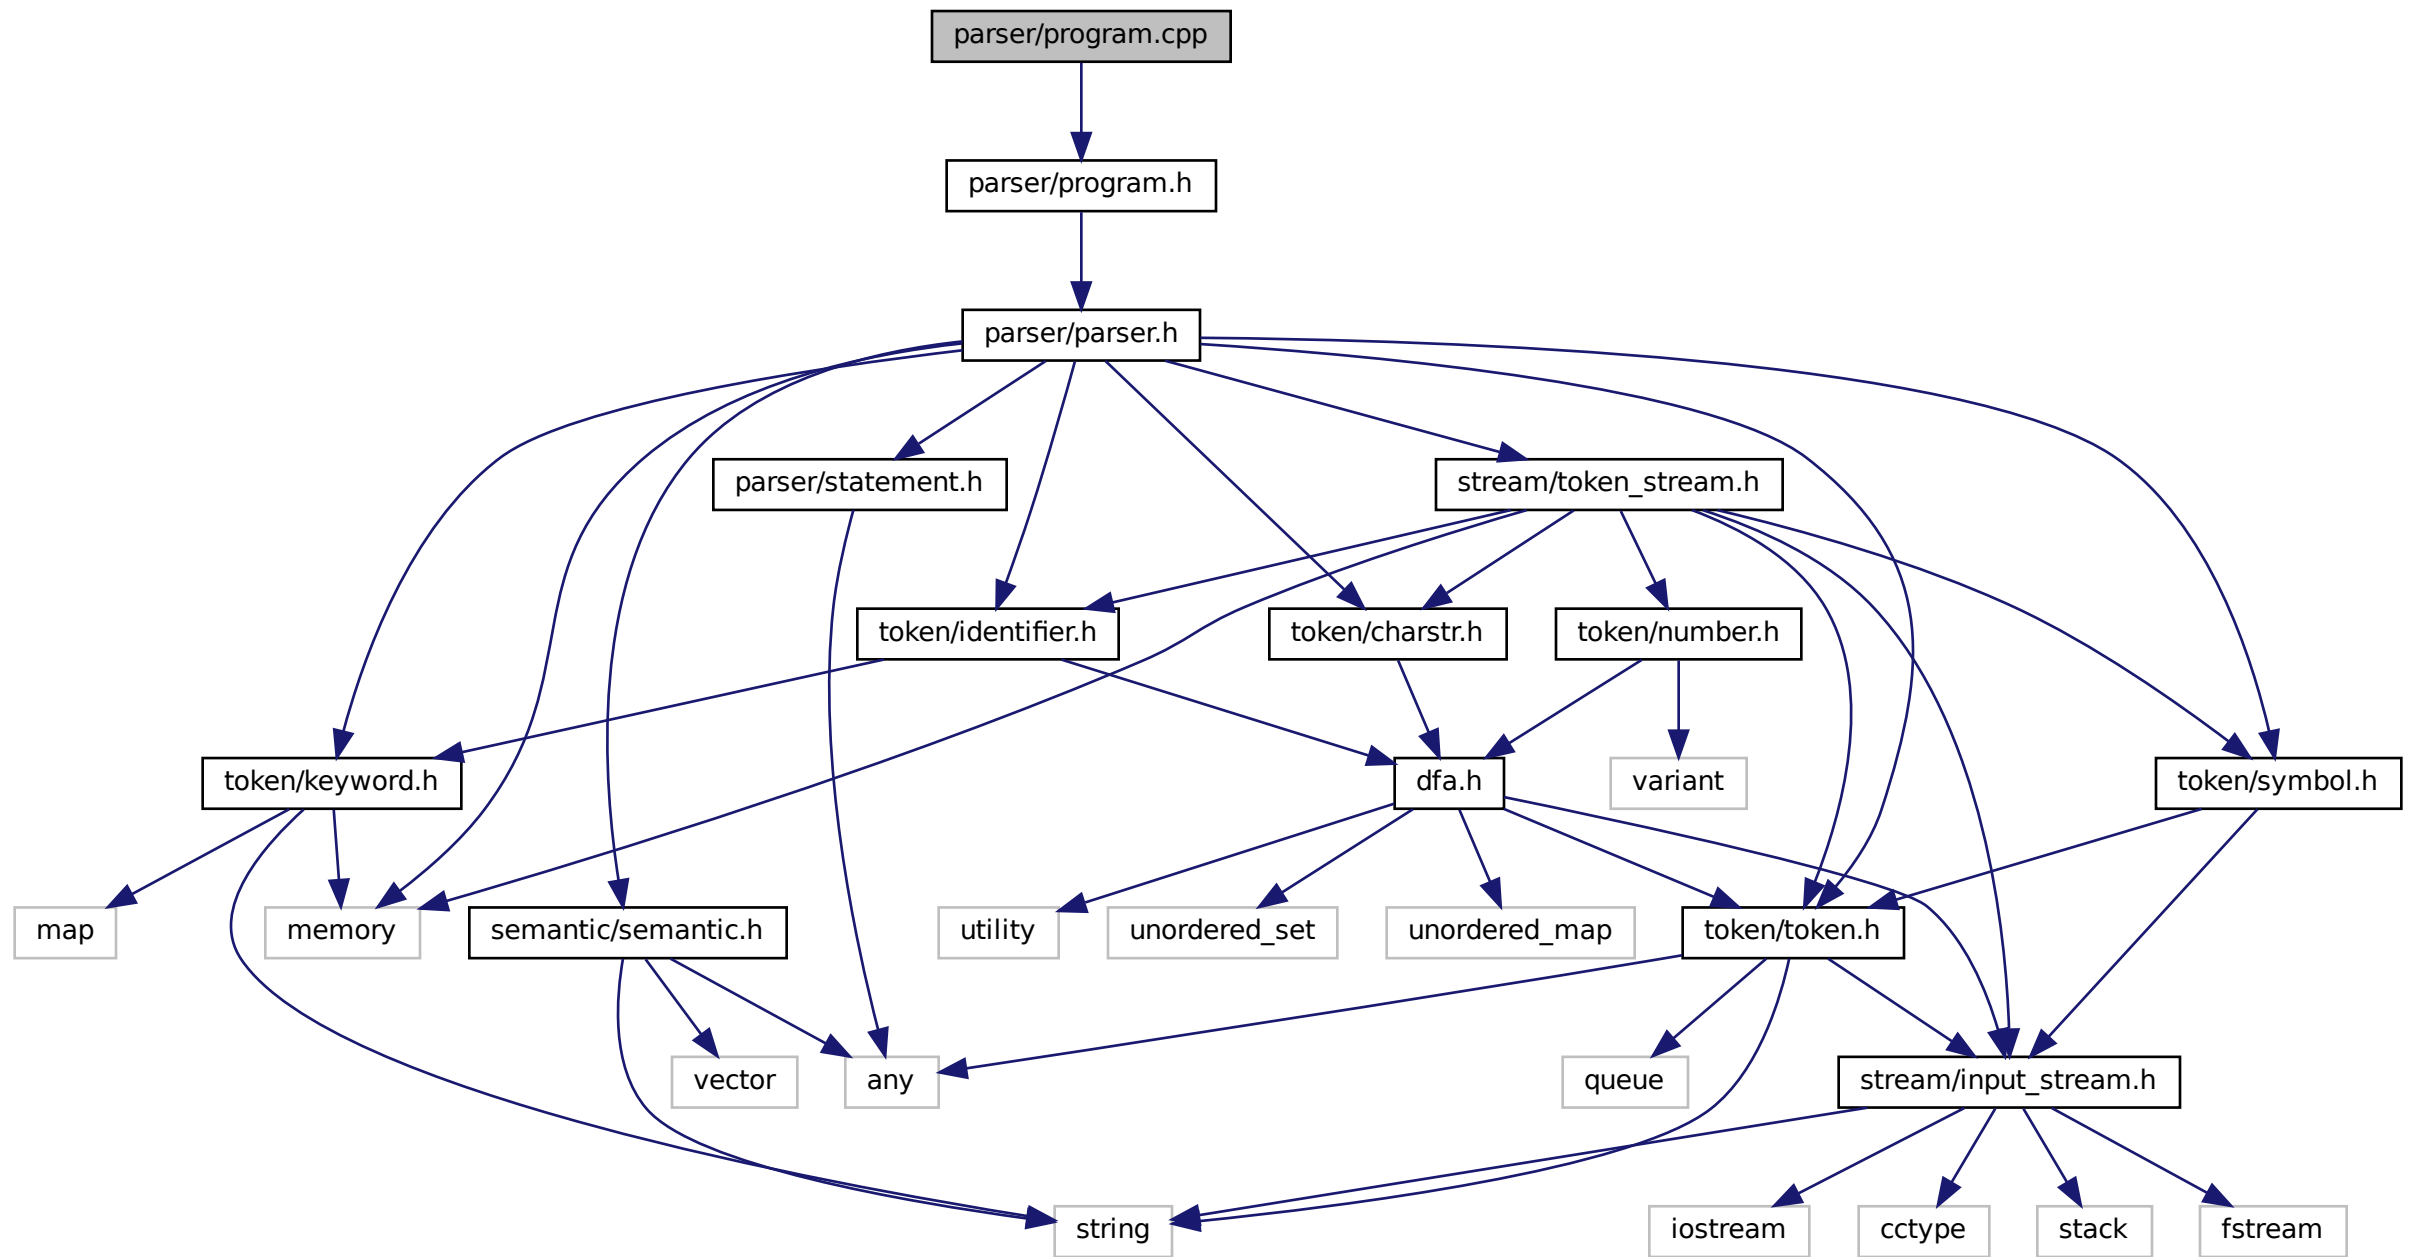 parser/program.cpp
parser/program.h
parser/parser.h
parser/statement.h
stream/token_stream.h
token/identifier.h
token/charstr.h
token/number.h
token/keyword.h
dfa.h
variant
token/symbol.h
map
memory
semantic/semantic.h
utility
unordered_set
unordered_map
token/token.h
vector
any
queue
stream/input_stream.h
string
iostream
cctype
stack
fstream